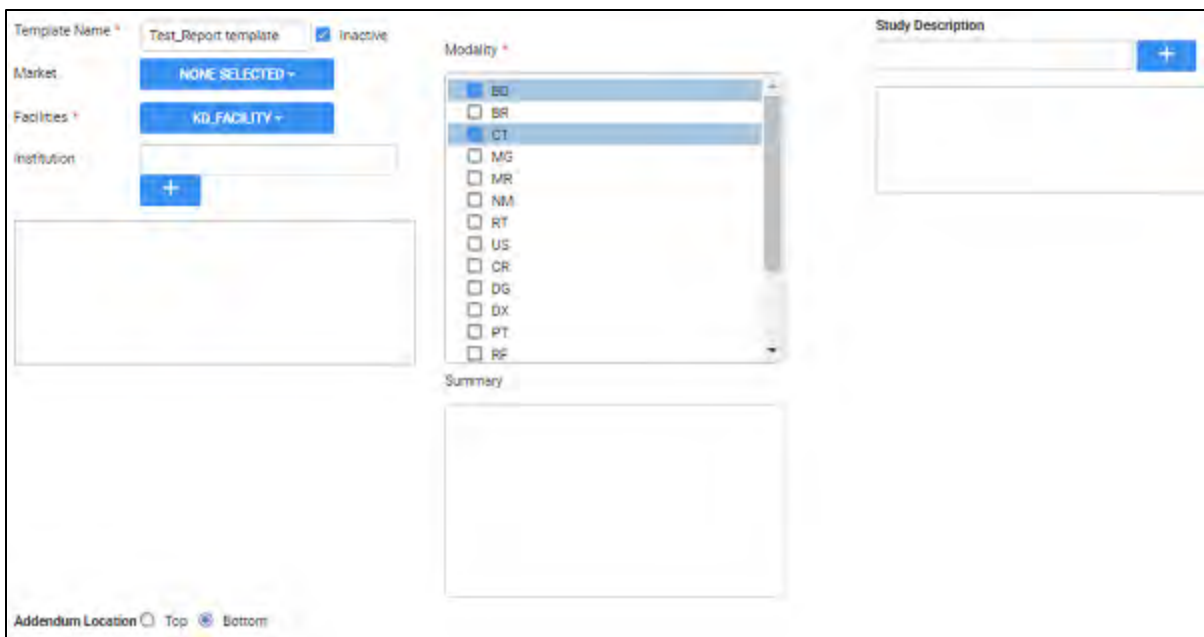 Template Name *
Test_Report template
Inactive
Market
NONE SELECTED
Facilities *
KD_FACILITY
Institution
+
Modality *
BD
BR
CT
MG
MR
NM
RT
US
CR
DG
DX
PT
RF
Summary
Study Description
+
Addendum Location Top Bottom